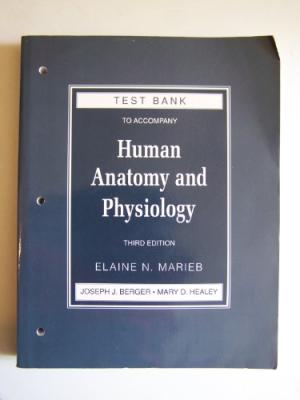 TEST BANK
TO ACCOMPANY
Human
Anatomy and
Physiology
THIRD EDITION
ELAINE N. MARIEB
JOSEPH J. BERGER • MARY D. HEALEY